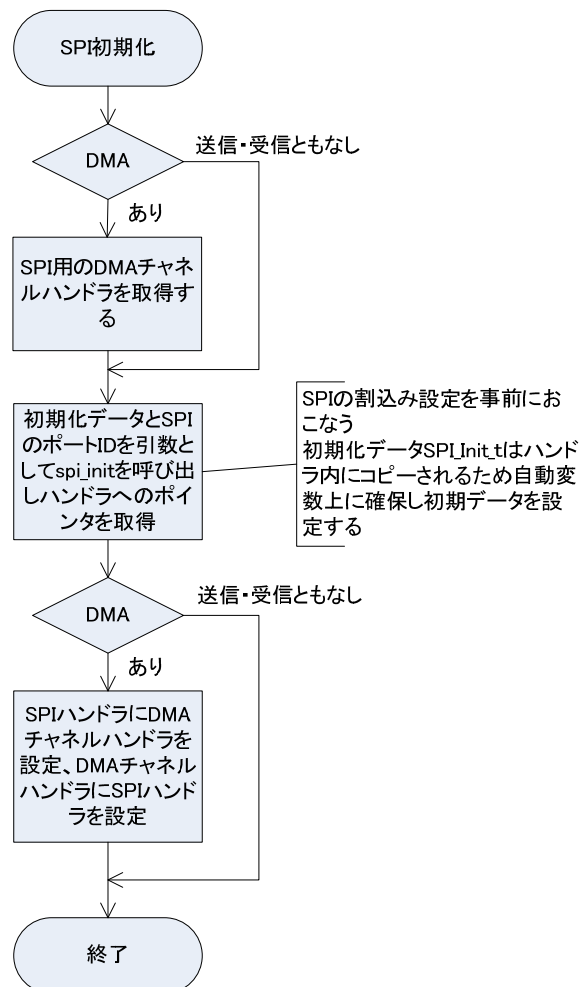 SPI初期化
DMA
送信・受信ともなし
あり
SPI用のDMAチャネ
ルハンドラを取得す
る
初期化データとSPI
のポートIDを引数と
してspi_initを呼び出
しハンドラへのポイ
ンタを取得
SPIの割込み設定を事前にお
こなう
初期化データSPI_Init_tはハンド
ラ内にコピーされるため自動変
数上に確保し初期データを設
定する
DMA
送信・受信ともなし
あり
SPIハンドラにDMA
チャネルハンドラを
設定、DMAチャネル
ハンドラにSPIハンド
ラを設定
終了